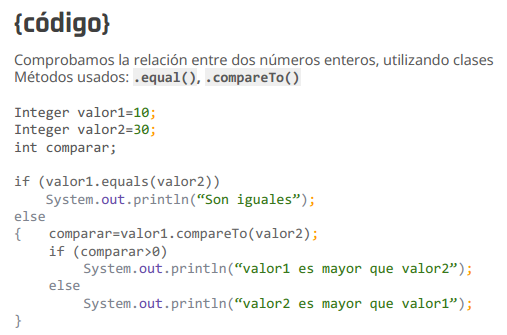 {código}
Comprobamos la relación entre dos números enteros, utilizando clases
Métodos usados: .equal(), .compareTo()
Integer valor1=10;
Integer valor2=30;
int comparar;
if (valor1.equals(valor2))
    System.out.println(“Son iguales”);
else
{   comparar=valor1.compareTo(valor2);
    if (comparar>0)
        System.out.println(“valor1 es mayor que valor2”);
    else
        System.out.println(“valor2 es mayor que valor1”);
}